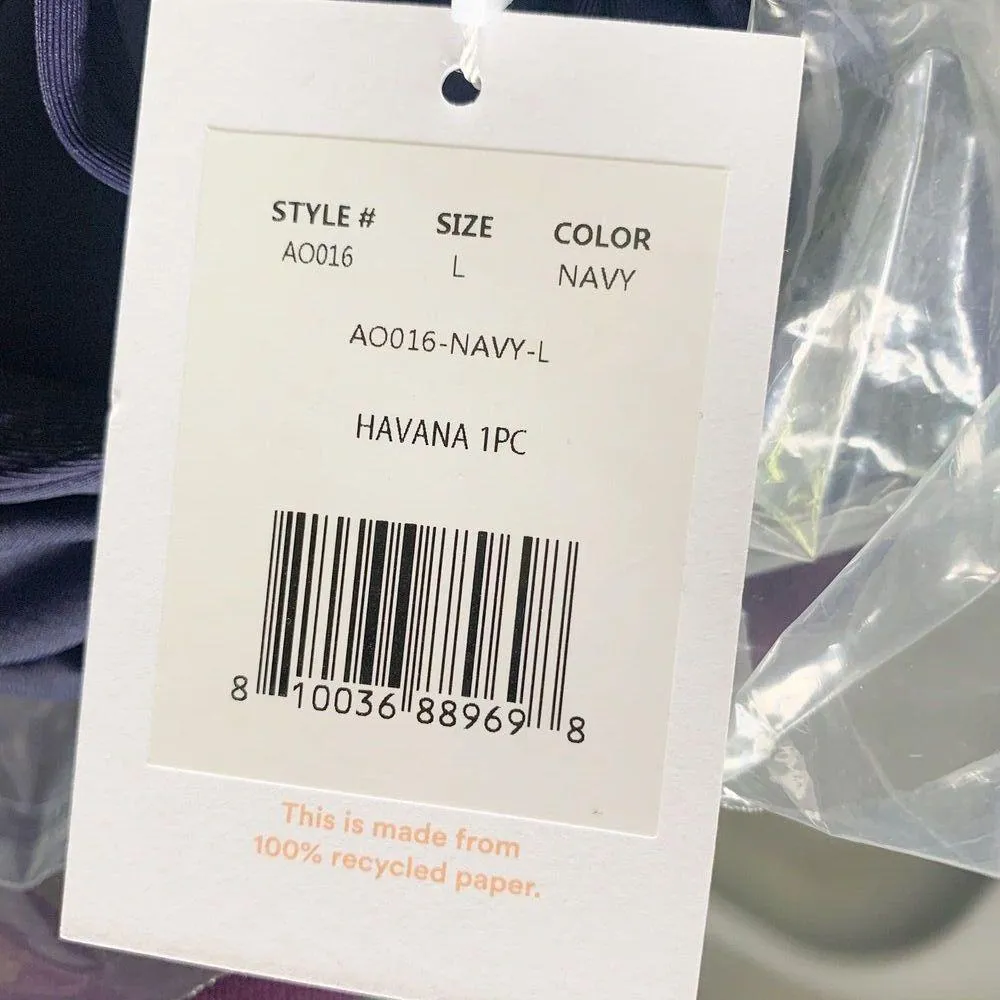 STYLE # SIZE COLOR
AO016 L NAVY
AO016-NAVY-L
HAVANA 1PC
8 10036 88969 8
This is made from
100% recycled paper.